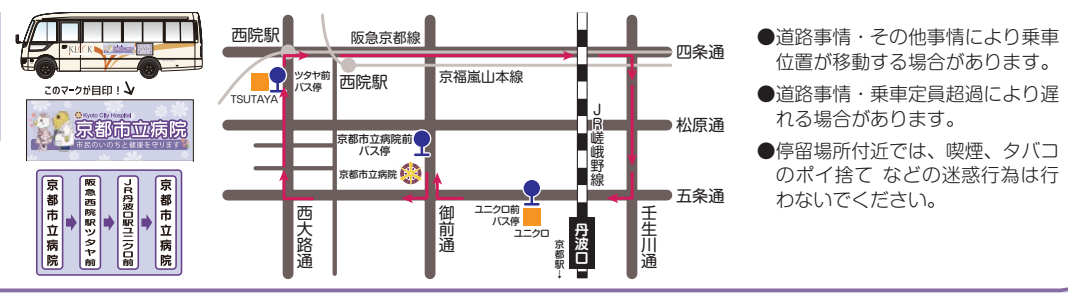 KLOCK
このマークが目印！
Kyoto City Hospital
京都市立病院
市民のいのちと健康を守ります
京都市立病院
阪急西院駅ツタヤ前
JR丹波口駅ユニクロ前
京都市立病院
西院駅
阪急京都線
四条通
ツタヤ前
バス停
TSUTAYA
西院駅
京福嵐山本線
JR嵯峨野線
松原通
京都市立病院前
バス停
京都市立病院
五条通
ユニクロ前
バス停
ユニクロ
西大路通
御前通
丹波口
京都駅→
壬生川通
●道路事情・その他事情により乗車
位置が移動する場合があります。
●道路事情・乗車定員超過により遅
れる場合があります。
●停留場所付近では、喫煙、タバコ
のポイ捨て などの迷惑行為は行
わないでください。